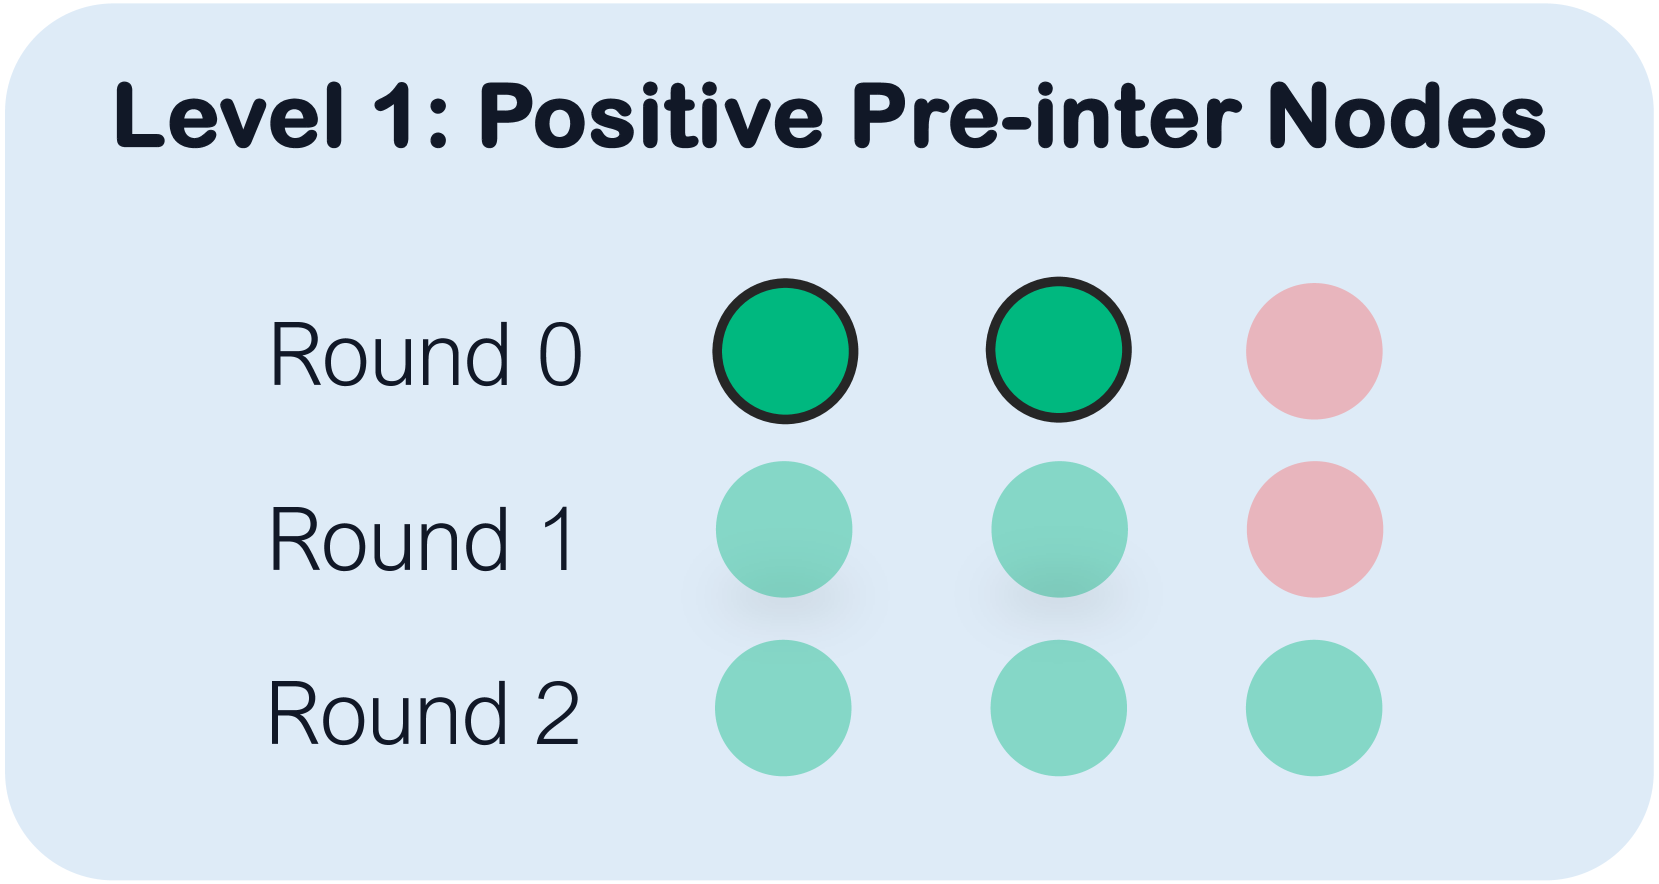 Level 1: Positive Pre-inter Nodes
Round 0
Round 1
Round 2